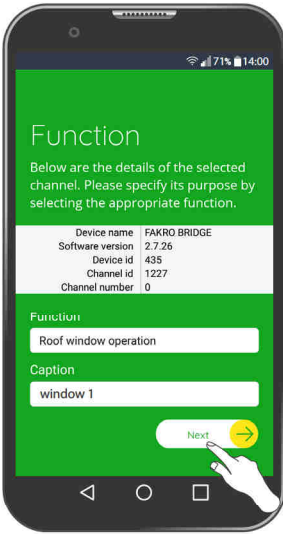 71% 14:00
Function
Below are the details of the selected
channel. Please specify its purpose by
selecting the appropriate function.
Device name FAKRO BRIDGE
Software version 2.7.26
Device id 435
Channel id 1227
Channel number 0
Function
Roof window operation
Caption
window 1
Next